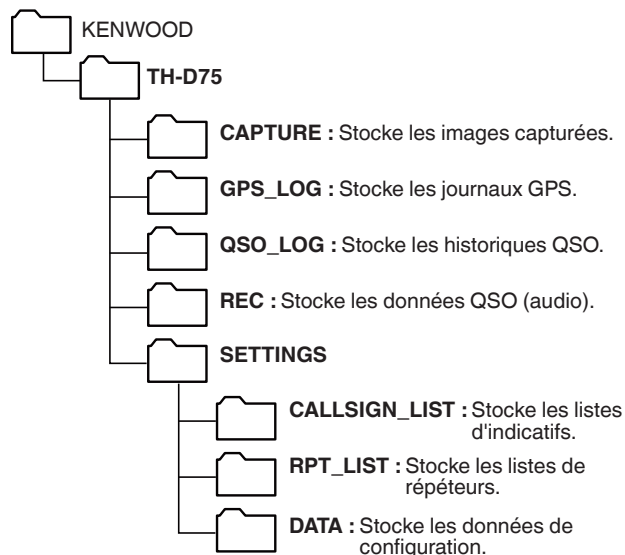 KENWOOD
TH-D75
CAPTURE : Stocke les images capturées.
GPS_LOG : Stocke les journaux GPS.
QSO_LOG : Stocke les historiques QSO.
REC : Stocke les données QSO (audio).
SETTINGS
CALLSIGN_LIST : Stocke les listes
d'indicatifs.
RPT_LIST : Stocke les listes de
répéteurs.
DATA : Stocke les données de
configuration.